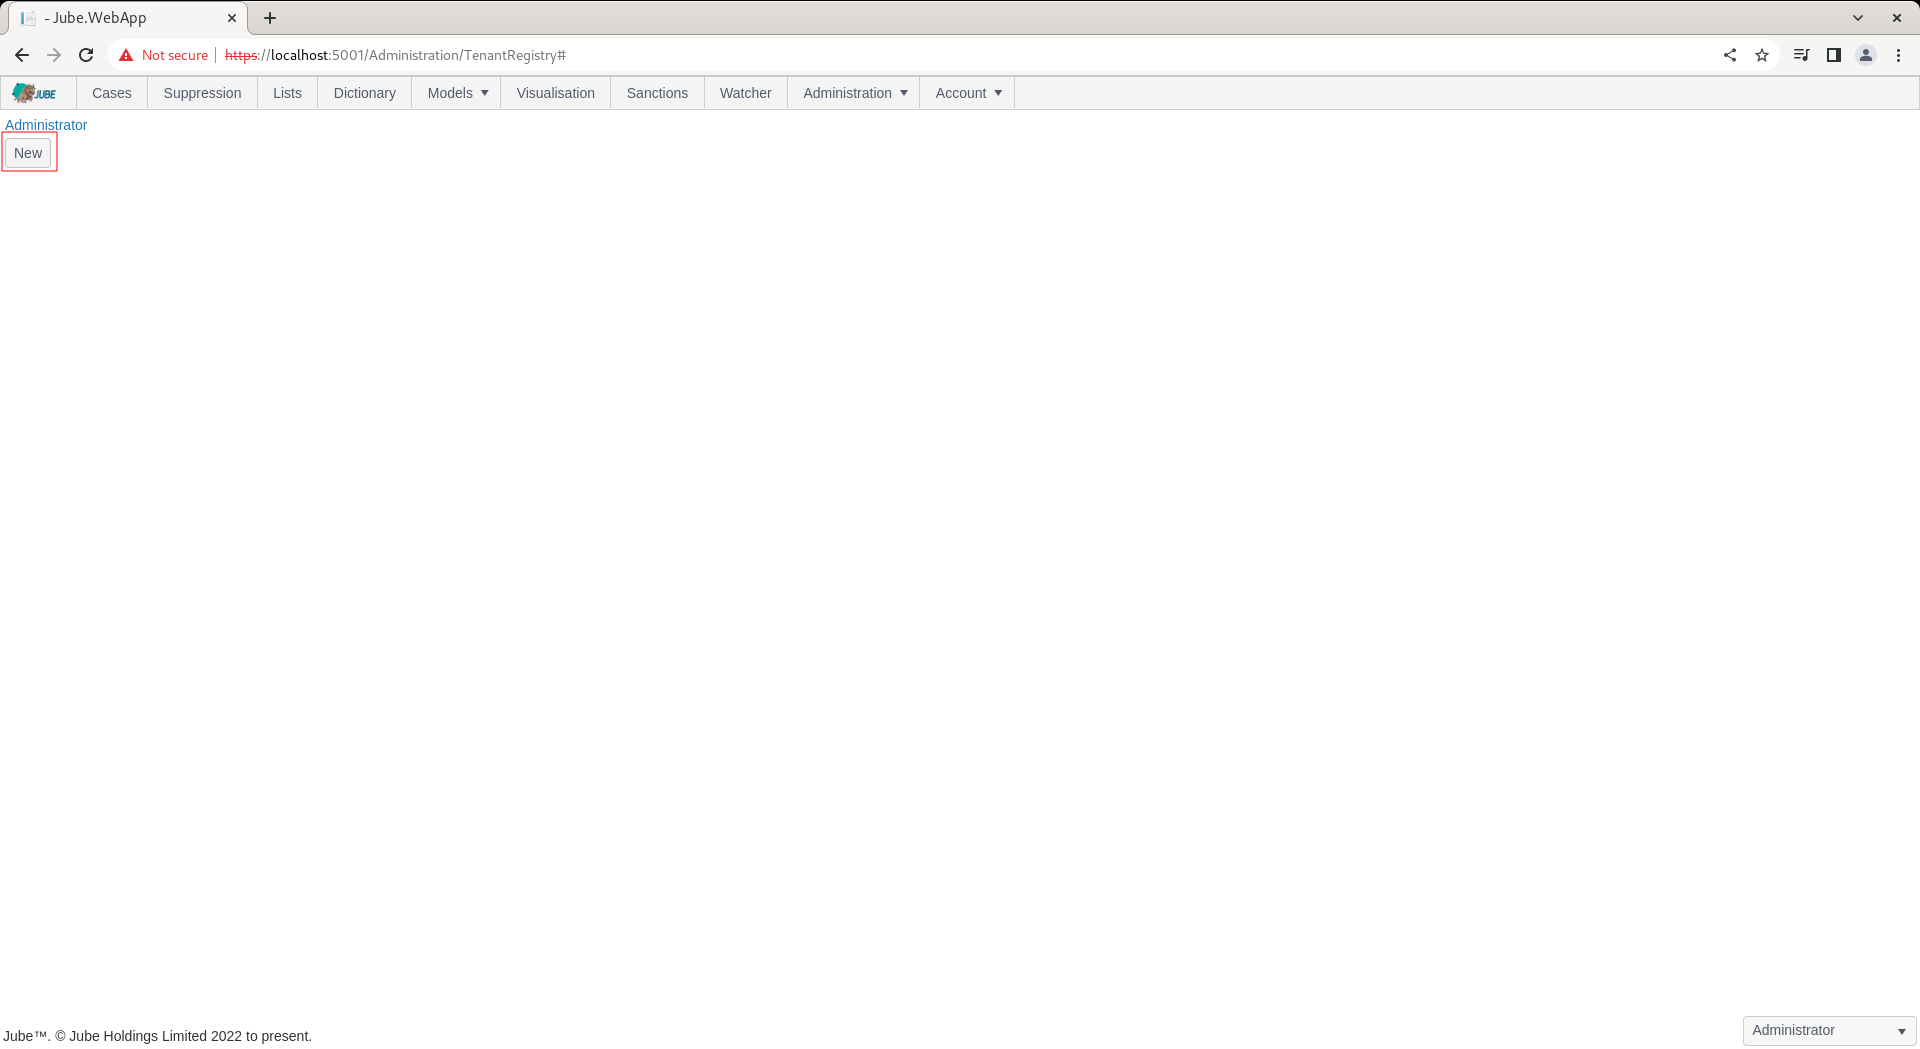 - Jube.WebApp
Not secure https://localhost:5001/Administration/TenantRegistry#
JUBE Cases Suppression Lists Dictionary Models Visualisation Sanctions Watcher Administration Account
Administrator
New
Jube™. © Jube Holdings Limited 2022 to present.
Administrator